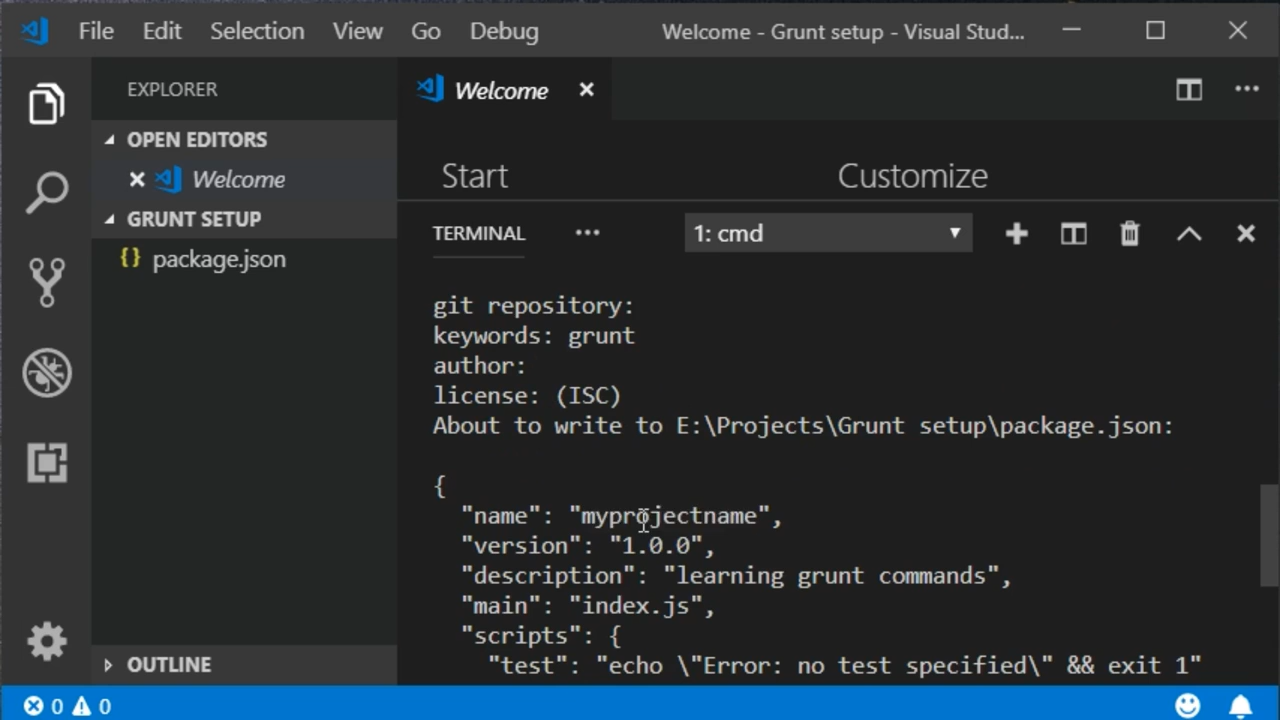 File Edit Selection View Go Debug Welcome - Grunt setup - Visual Stud...
EXPLORER
OPEN EDITORS
Welcome
GRUNT SETUP
{} package.json
OUTLINE
Welcome
Start Customize
TERMINAL ... 1: cmd
git repository:
keywords: grunt
author:
license: (ISC)
About to write to E:\Projects\Grunt setup\package.json:
{
"name": "myprojectname",
"version": "1.0.0",
"description": "learning grunt commands",
"main": "index.js",
"scripts": {
"test": "echo \"Error: no test specified\" && exit 1"
0 0